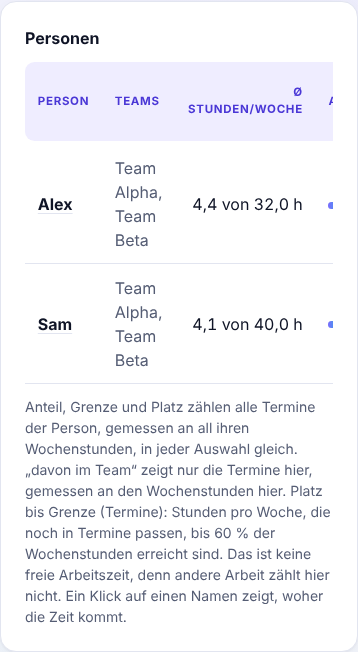 Personen
PERSON TEAMS Ø STUNDEN/WOCHE
Team
Alpha,
Alex Team 4,4 von 32,0 h
Beta
Team
Alpha,
Sam Team 4,1 von 40,0 h
Beta
Anteil, Grenze und Platz zählen alle Termine
der Person, gemessen an all ihren
Wochenstunden, in jeder Auswahl gleich.
„davon im Team“ zeigt nur die Termine hier,
gemessen an den Wochenstunden hier. Platz
bis Grenze (Termine): Stunden pro Woche, die
noch in Termine passen, bis 60 % der
Wochenstunden erreicht sind. Das ist keine
freie Arbeitszeit, denn andere Arbeit zählt hier
nicht. Ein Klick auf einen Namen zeigt, woher
die Zeit kommt.